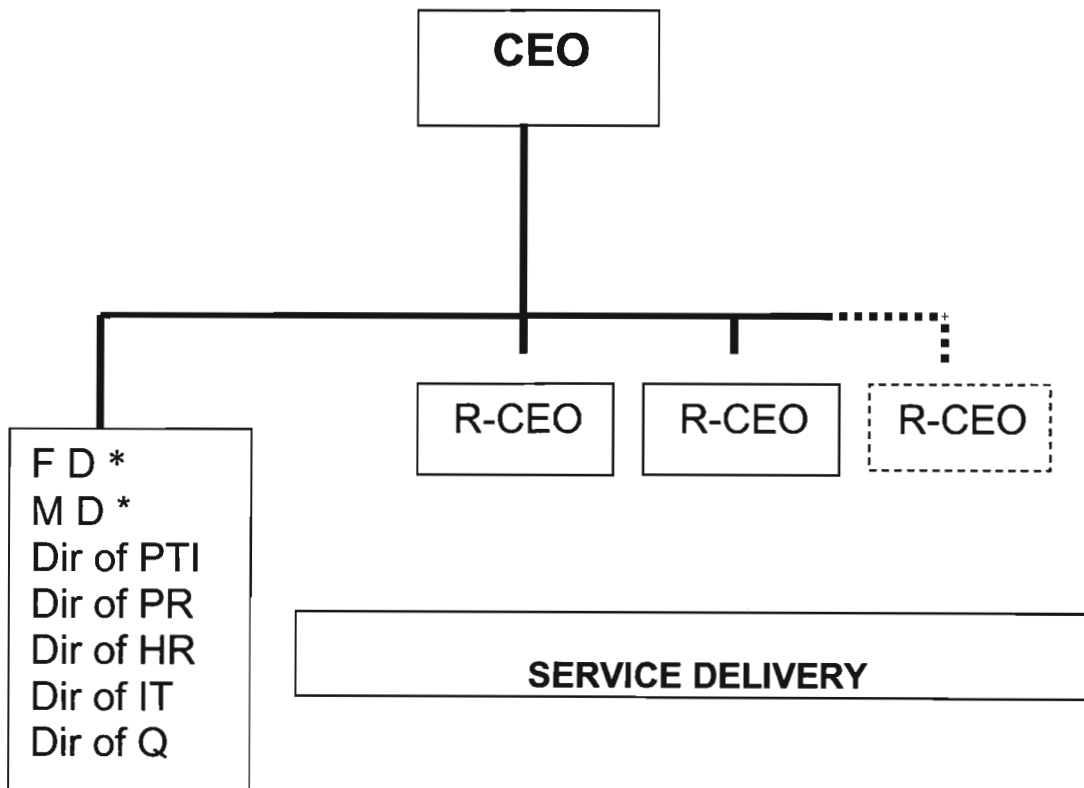 CEO
R-CEO
R-CEO
R-CEO
F D *
M D *
Dir of PTI
Dir of PR
Dir of HR
Dir of IT
Dir of Q
SERVICE DELIVERY